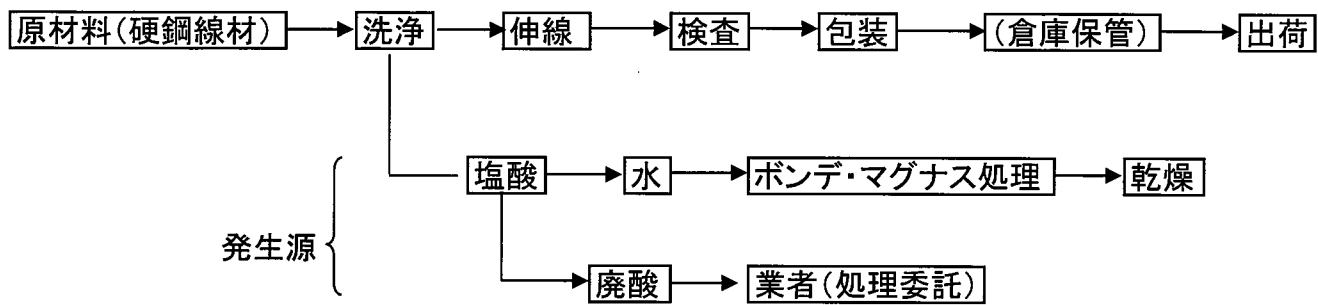 原材料(硬鋼線材) 洗浄 伸線 検査 包装 (倉庫保管) 出荷
塩酸 水 ボンデ・マグナス処理 乾燥
発生源
廃酸 業者(処理委託)